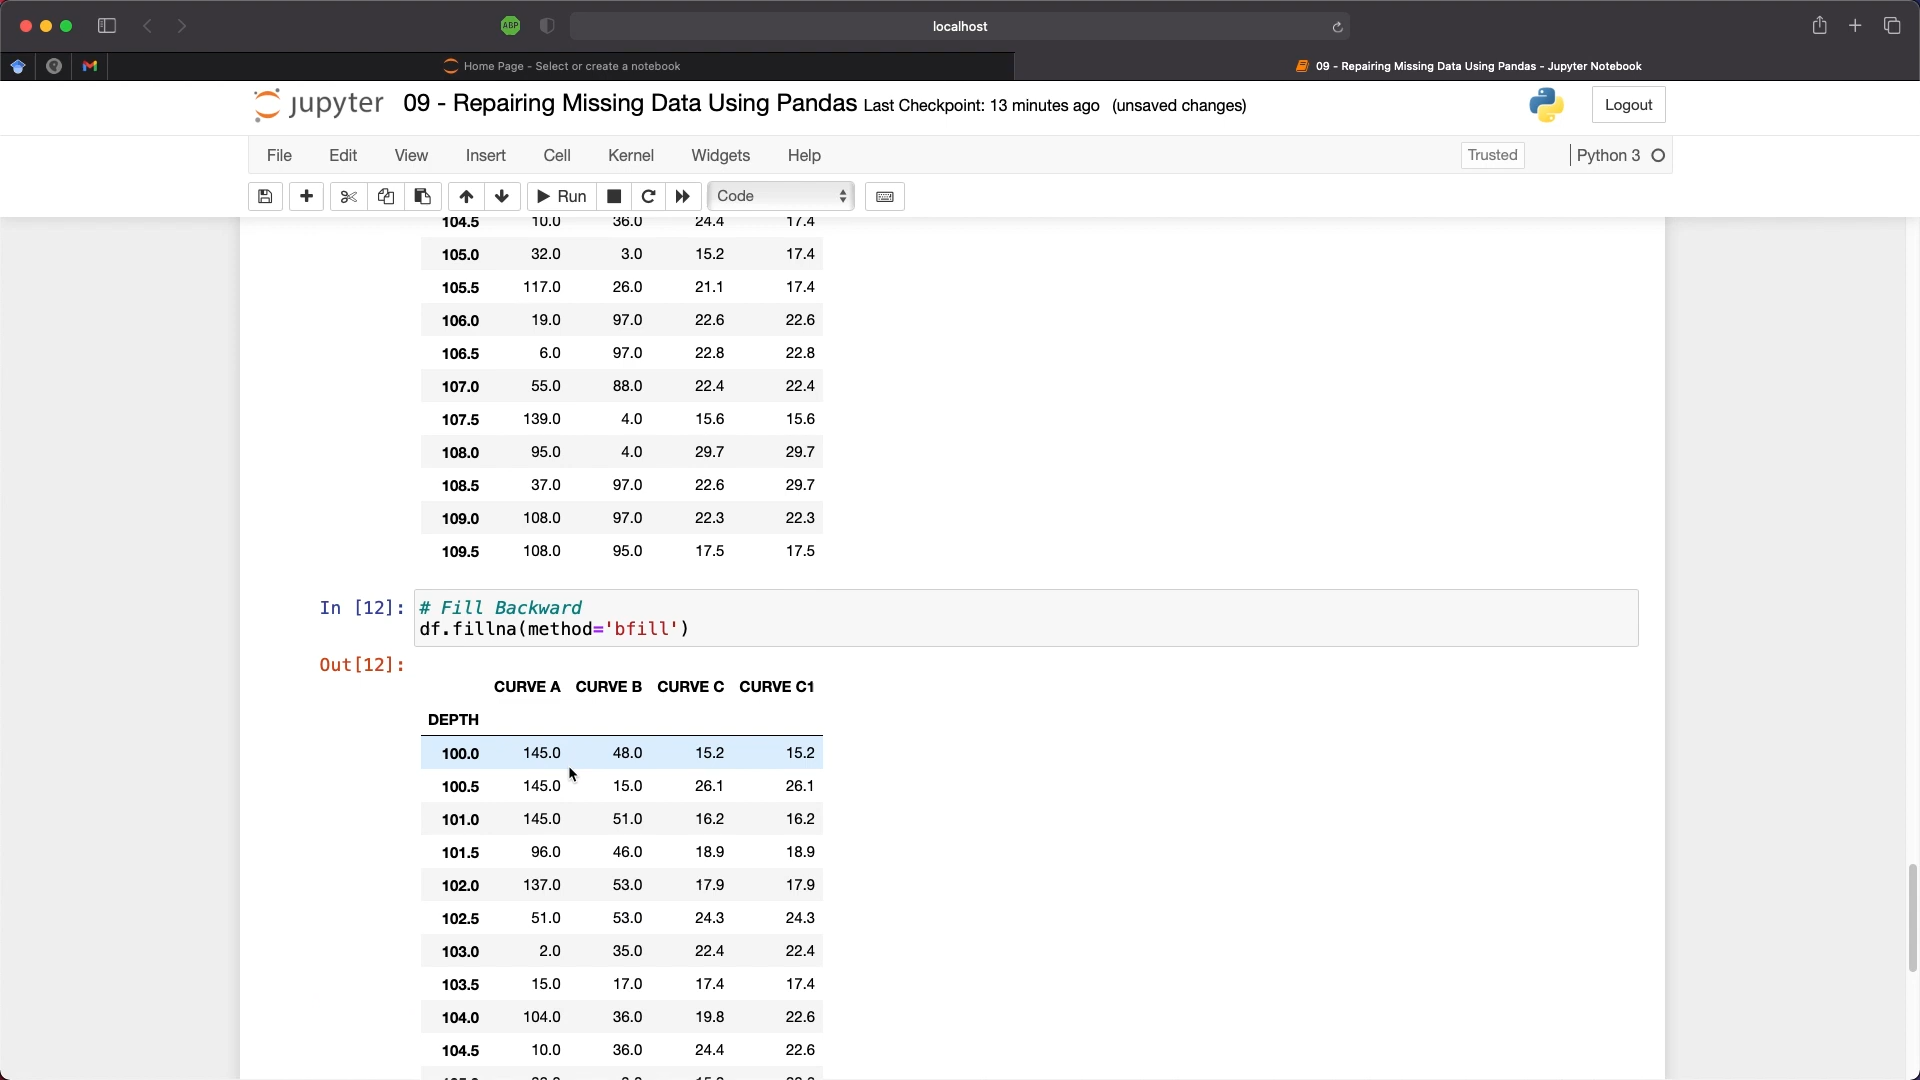 ABP
localhost
Home Page - Select or create a notebook
09 - Repairing Missing Data Using Pandas - Jupyter Notebook
jupyter 09 - Repairing Missing Data Using Pandas Last Checkpoint: 13 minutes ago (unsaved changes)
Logout
File Edit View Insert Cell Kernel Widgets Help
Trusted
Python 3
Run
Code
104.5 10.0 36.0 24.4 17.4
105.0 32.0 3.0 15.2 17.4
105.5 117.0 26.0 21.1 17.4
106.0 19.0 97.0 22.6 22.6
106.5 6.0 97.0 22.8 22.8
107.0 55.0 88.0 22.4 22.4
107.5 139.0 4.0 15.6 15.6
108.0 95.0 4.0 29.7 29.7
108.5 37.0 97.0 22.6 29.7
109.0 108.0 97.0 22.3 22.3
109.5 108.0 95.0 17.5 17.5
In [12]: # Fill Backward
df.fillna(method='bfill')
Out[12]:
CURVE A CURVE B CURVE C CURVE C1
DEPTH
100.0 145.0 48.0 15.2 15.2
100.5 145.0 15.0 26.1 26.1
101.0 145.0 51.0 16.2 16.2
101.5 96.0 46.0 18.9 18.9
102.0 137.0 53.0 17.9 17.9
102.5 51.0 53.0 24.3 24.3
103.0 2.0 35.0 22.4 22.4
103.5 15.0 17.0 17.4 17.4
104.0 104.0 36.0 19.8 22.6
104.5 10.0 36.0 24.4 22.6